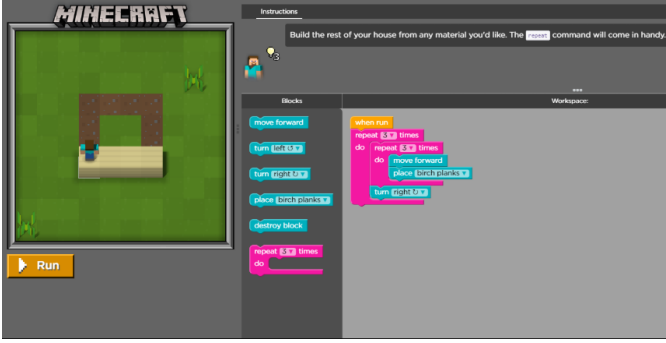 MINECRAFT
Instructions
Build the rest of your house from any material you'd like. The repeat command will come in handy.
3
Blocks
Workspace:
move forward
turn left ↺ ▾
turn right ↻ ▾
place birch planks ▾
destroy block
repeat 3 ▾ times
do
when run
repeat 3 ▾ times
do repeat 3 ▾ times
do move forward
place birch planks ▾
turn right ↻ ▾
Run